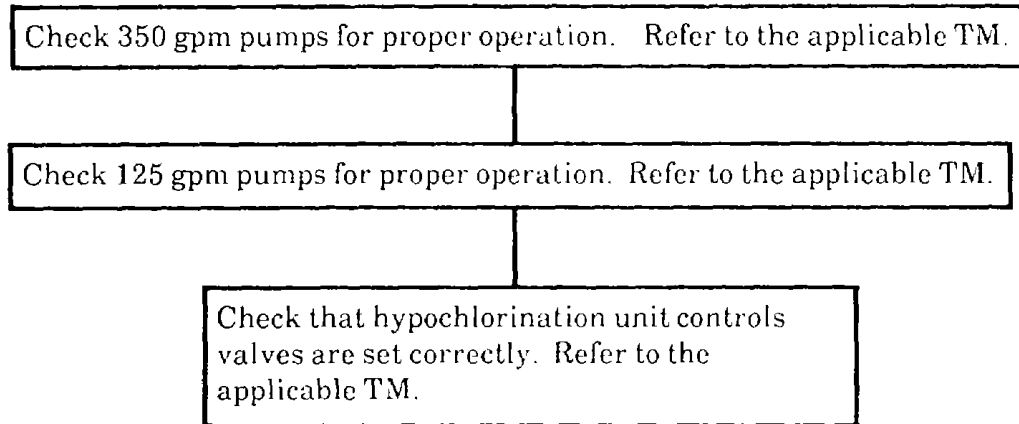 Check 350 gpm pumps for proper operation. Refer to the applicable TM.
Check 125 gpm pumps for proper operation. Refer to the applicable TM.
Check that hypochlorination unit controls
valves are set correctly. Refer to the
applicable TM.